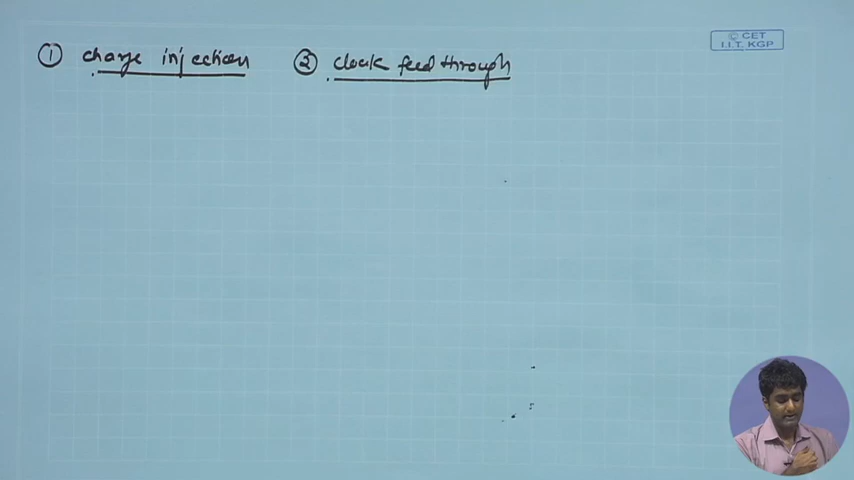 ① charge injection ② clock feed through
© CET
I.I.T, KGP